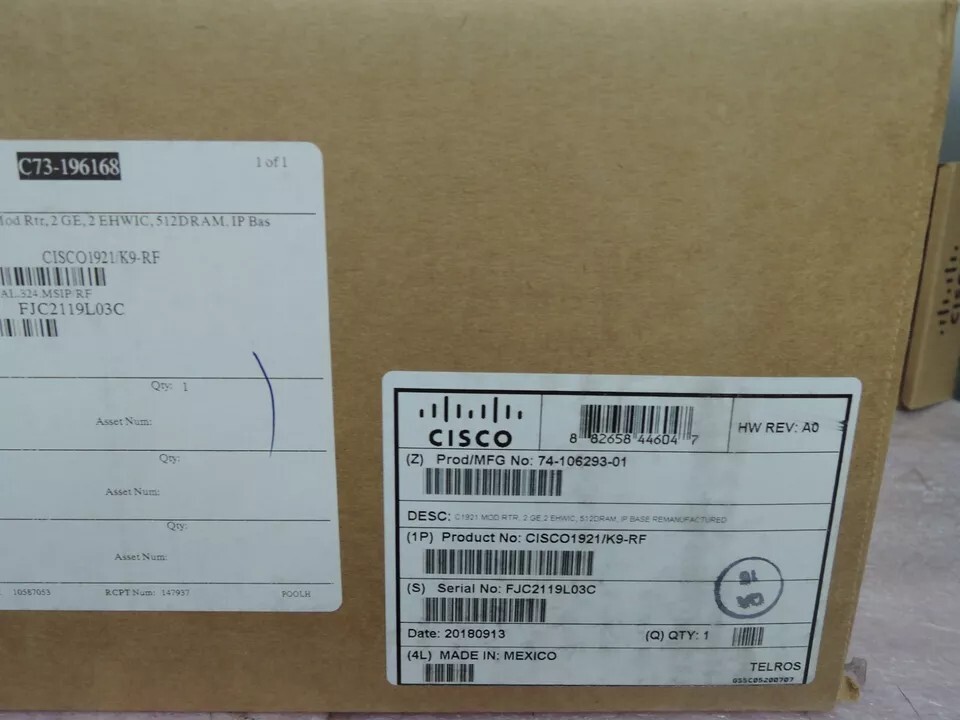 C73-196168
1 of 1
Mod Rtr, 2 GE, 2 EHWIC, 512DRAM, IP Bas
CISCO1921/K9-RF
AL.324.MSIP/RF
FJC2119L03C
Qty: 1
Asset Num:
Qty:
Asset Num:
Qty:
Asset Num:
10587053 RCPT Num: 147937 POOLH
CISCO
8 82658 44604 7
HW REV: A0
(Z) Prod/MFG No: 74-106293-01
DESC: C1921 MOD RTR, 2 GE,2 EHWIC, 512DRAM, IP BASE REMANUFACTURED
(1P) Product No: CISCO1921/K9-RF
(S) Serial No: FJC2119L03C
QA
16
Date: 20180913 (Q) QTY: 1
(4L) MADE IN: MEXICO
TELROS